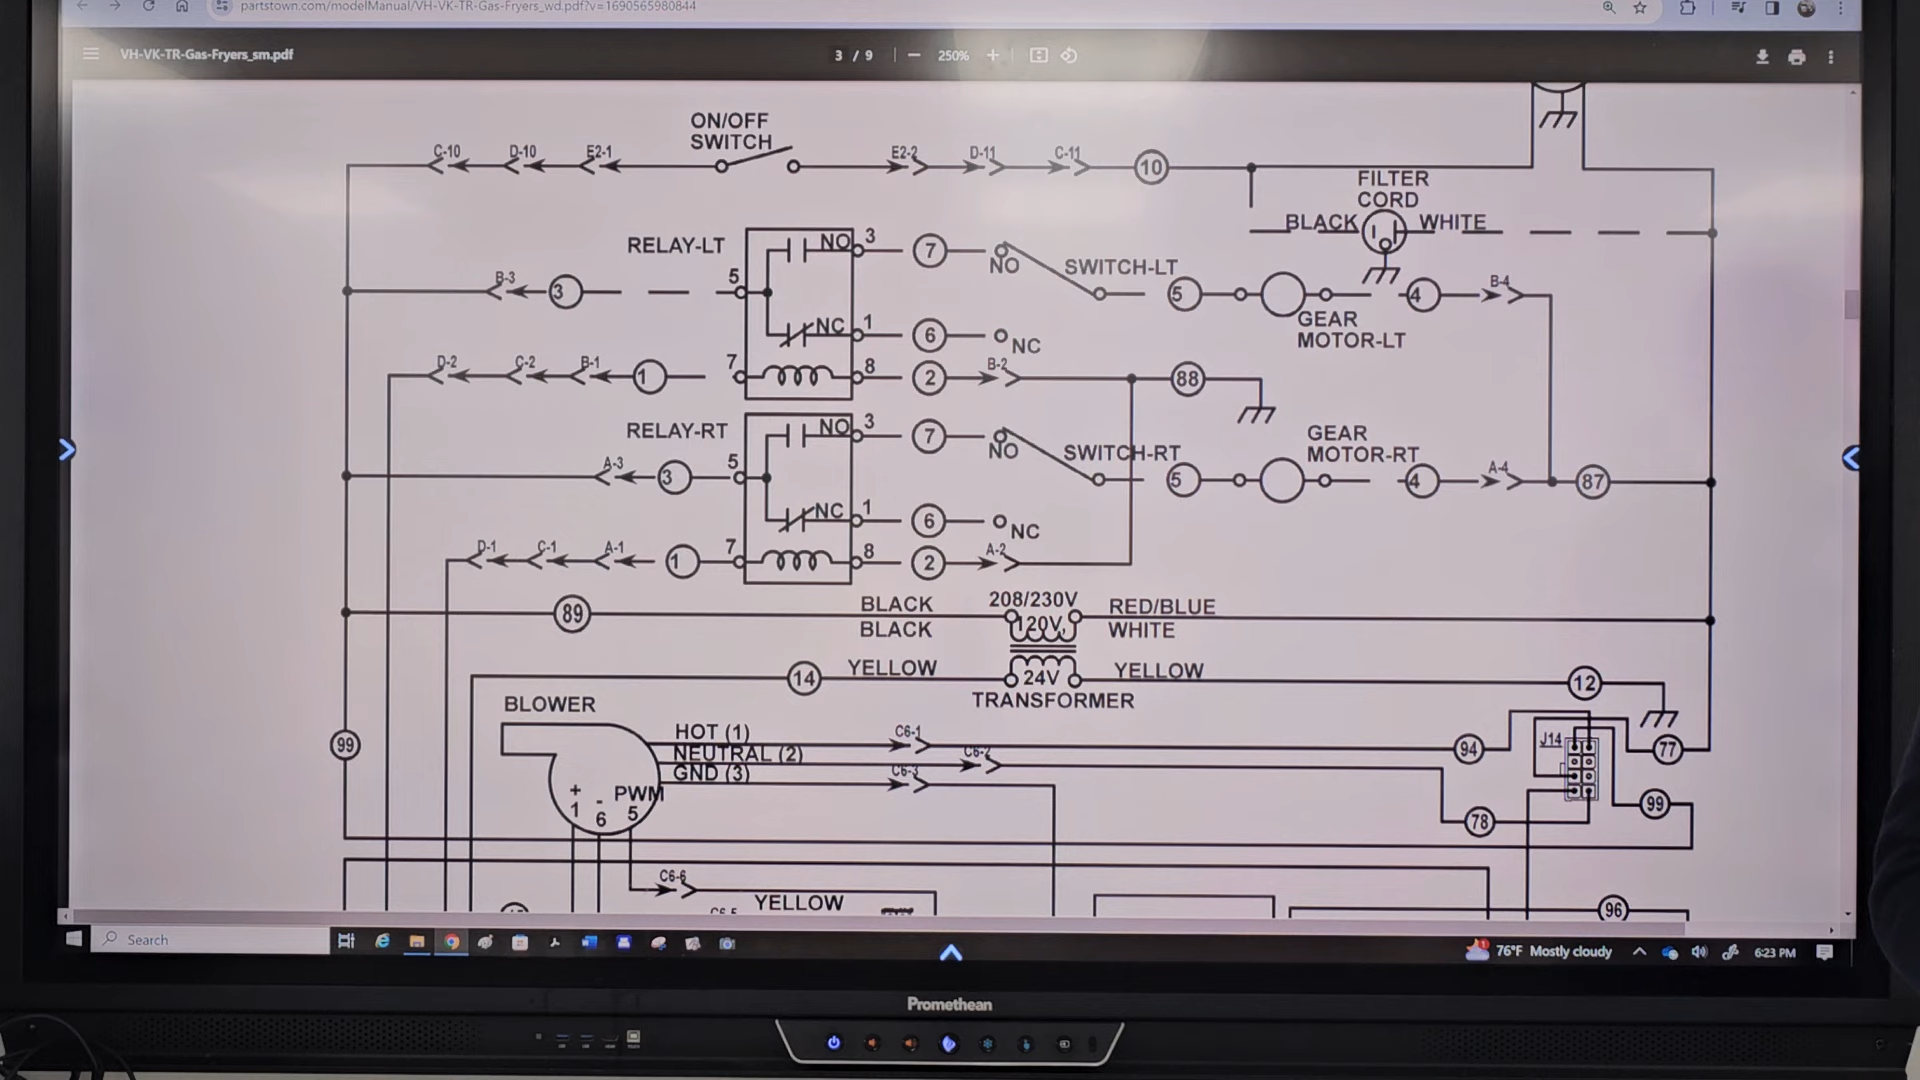 partstown.com/modelManual/VH-VK-TR-Gas-Fryers_wd.pdf?v=1690565980844
VH-VK-TR-Gas-Fryers_sm.pdf
3 / 9
250%
ON/OFF
SWITCH
C-10
D-10
E2-1
E2-2
D-11
C-11
10
FILTER
CORD
BLACK
WHITE
RELAY-LT
NO
3
7
NO
SWITCH-LT
B-3
3
5
5
4
B-4
GEAR
MOTOR-LT
NC
1
6
NC
D-2
C-2
B-1
1
7
8
2
B-2
88
RELAY-RT
NO
3
7
NO
SWITCH-RT
GEAR
MOTOR-RT
A-3
3
5
5
4
A-4
87
NC
1
6
NC
D-1
C-1
A-1
1
7
8
2
A-2
89
BLACK
208/230V
RED/BLUE
BLACK
120V,
WHITE
14
YELLOW
24V
YELLOW
12
TRANSFORMER
BLOWER
HOT (1)
C6-1
94
J14
77
NEUTRAL (2)
C6-2
GND (3)
C6-3
99
+
-
PWM
1
6
5
78
99
C6-6
YELLOW
96
Search
76°F Mostly cloudy
6:23 PM
Promethean